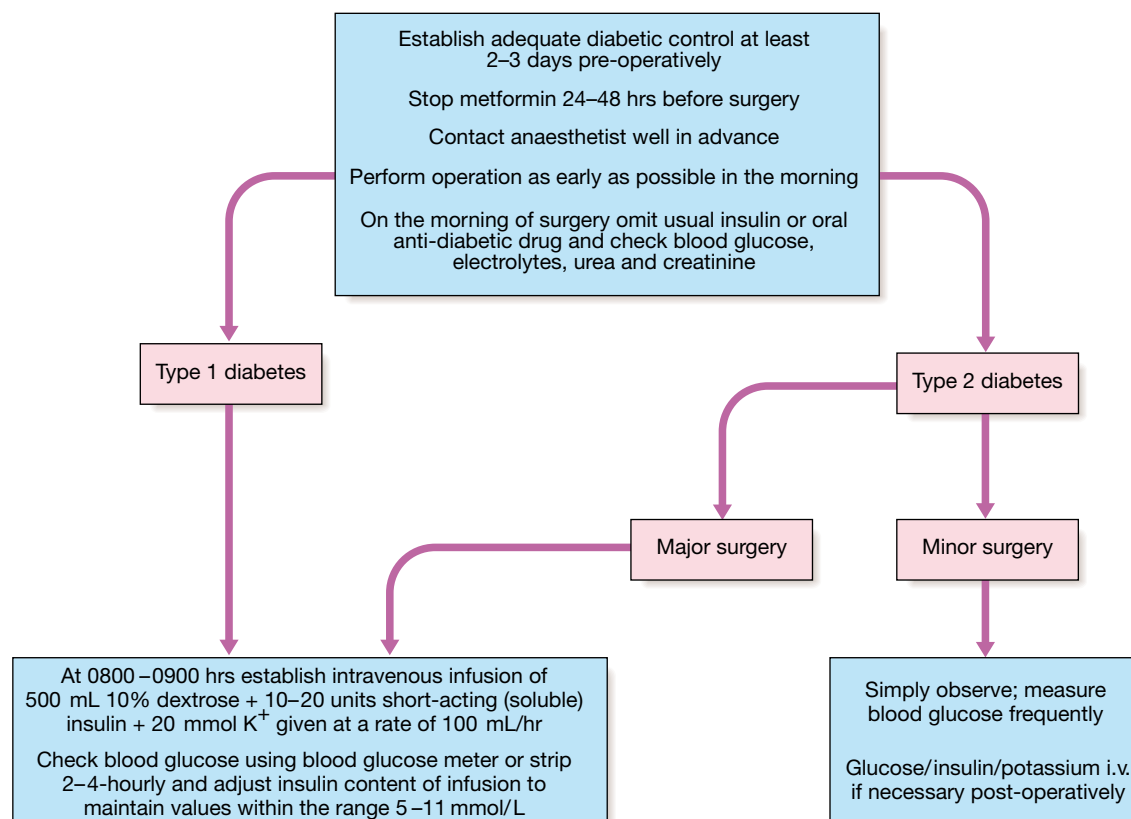 Establish adequate diabetic control at least
2–3 days pre-operatively
Stop metformin 24–48 hrs before surgery
Contact anaesthetist well in advance
Perform operation as early as possible in the morning
On the morning of surgery omit usual insulin or oral
anti-diabetic drug and check blood glucose,
electrolytes, urea and creatinine
Type 1 diabetes
Type 2 diabetes
Major surgery
Minor surgery
At 0800–0900 hrs establish intravenous infusion of
500 mL 10% dextrose + 10–20 units short-acting (soluble)
insulin + 20 mmol K⁺ given at a rate of 100 mL/hr
Check blood glucose using blood glucose meter or strip
2–4-hourly and adjust insulin content of infusion to
maintain values within the range 5–11 mmol/L
Simply observe; measure
blood glucose frequently
Glucose/insulin/potassium i.v.
if necessary post-operatively